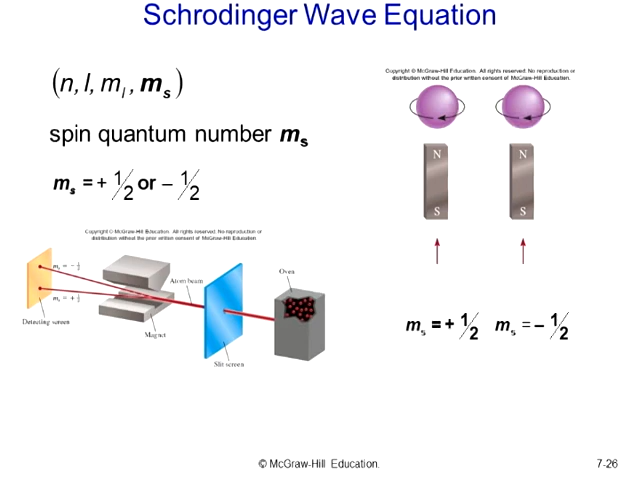 Schrodinger Wave Equation
(n, l, mₗ, mₛ)
spin quantum number mₛ
mₛ = + 1/2 or – 1/2
Copyright © McGraw-Hill Education. All rights reserved. No reproduction or
distribution without the prior written consent of McGraw-Hill Education.
N
S
N
S
mₛ = + 1/2
mₛ = – 1/2
Copyright © McGraw-Hill Education. All rights reserved. No reproduction or
distribution without the prior written consent of McGraw-Hill Education
mₛ = – 1/2
mₛ = + 1/2
Detecting screen
Magnet
Atom beam
Slit screen
Oven
© McGraw-Hill Education.
7-26